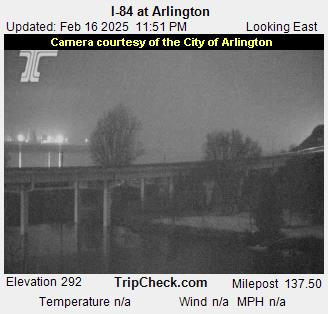 I-84 at Arlington
Updated: Feb 16 2025 11:51 PM Looking East
Camera courtesy of the City of Arlington
Elevation 292 TripCheck.com Milepost 137.50
Temperature n/a Wind n/a MPH n/a